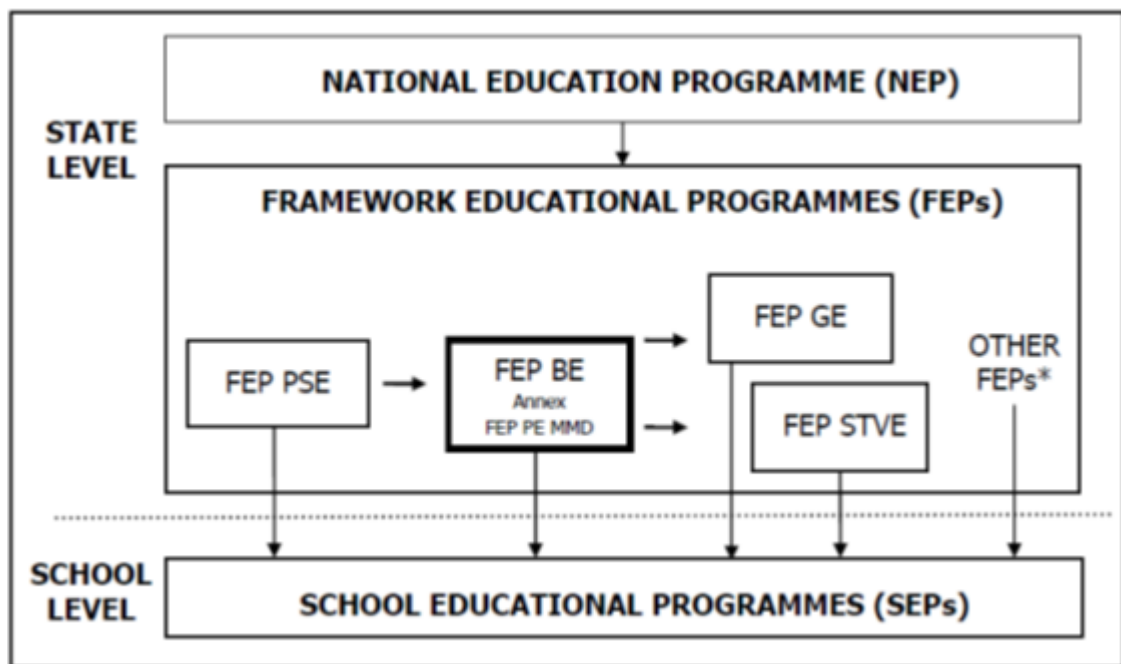 NATIONAL EDUCATION PROGRAMME (NEP)
STATE
LEVEL
FRAMEWORK EDUCATIONAL PROGRAMMES (FEPs)
FEP PSE
FEP BE
Annex
FEP PE MMD
FEP GE
FEP STVE
OTHER
FEPs*
SCHOOL
LEVEL
SCHOOL EDUCATIONAL PROGRAMMES (SEPs)